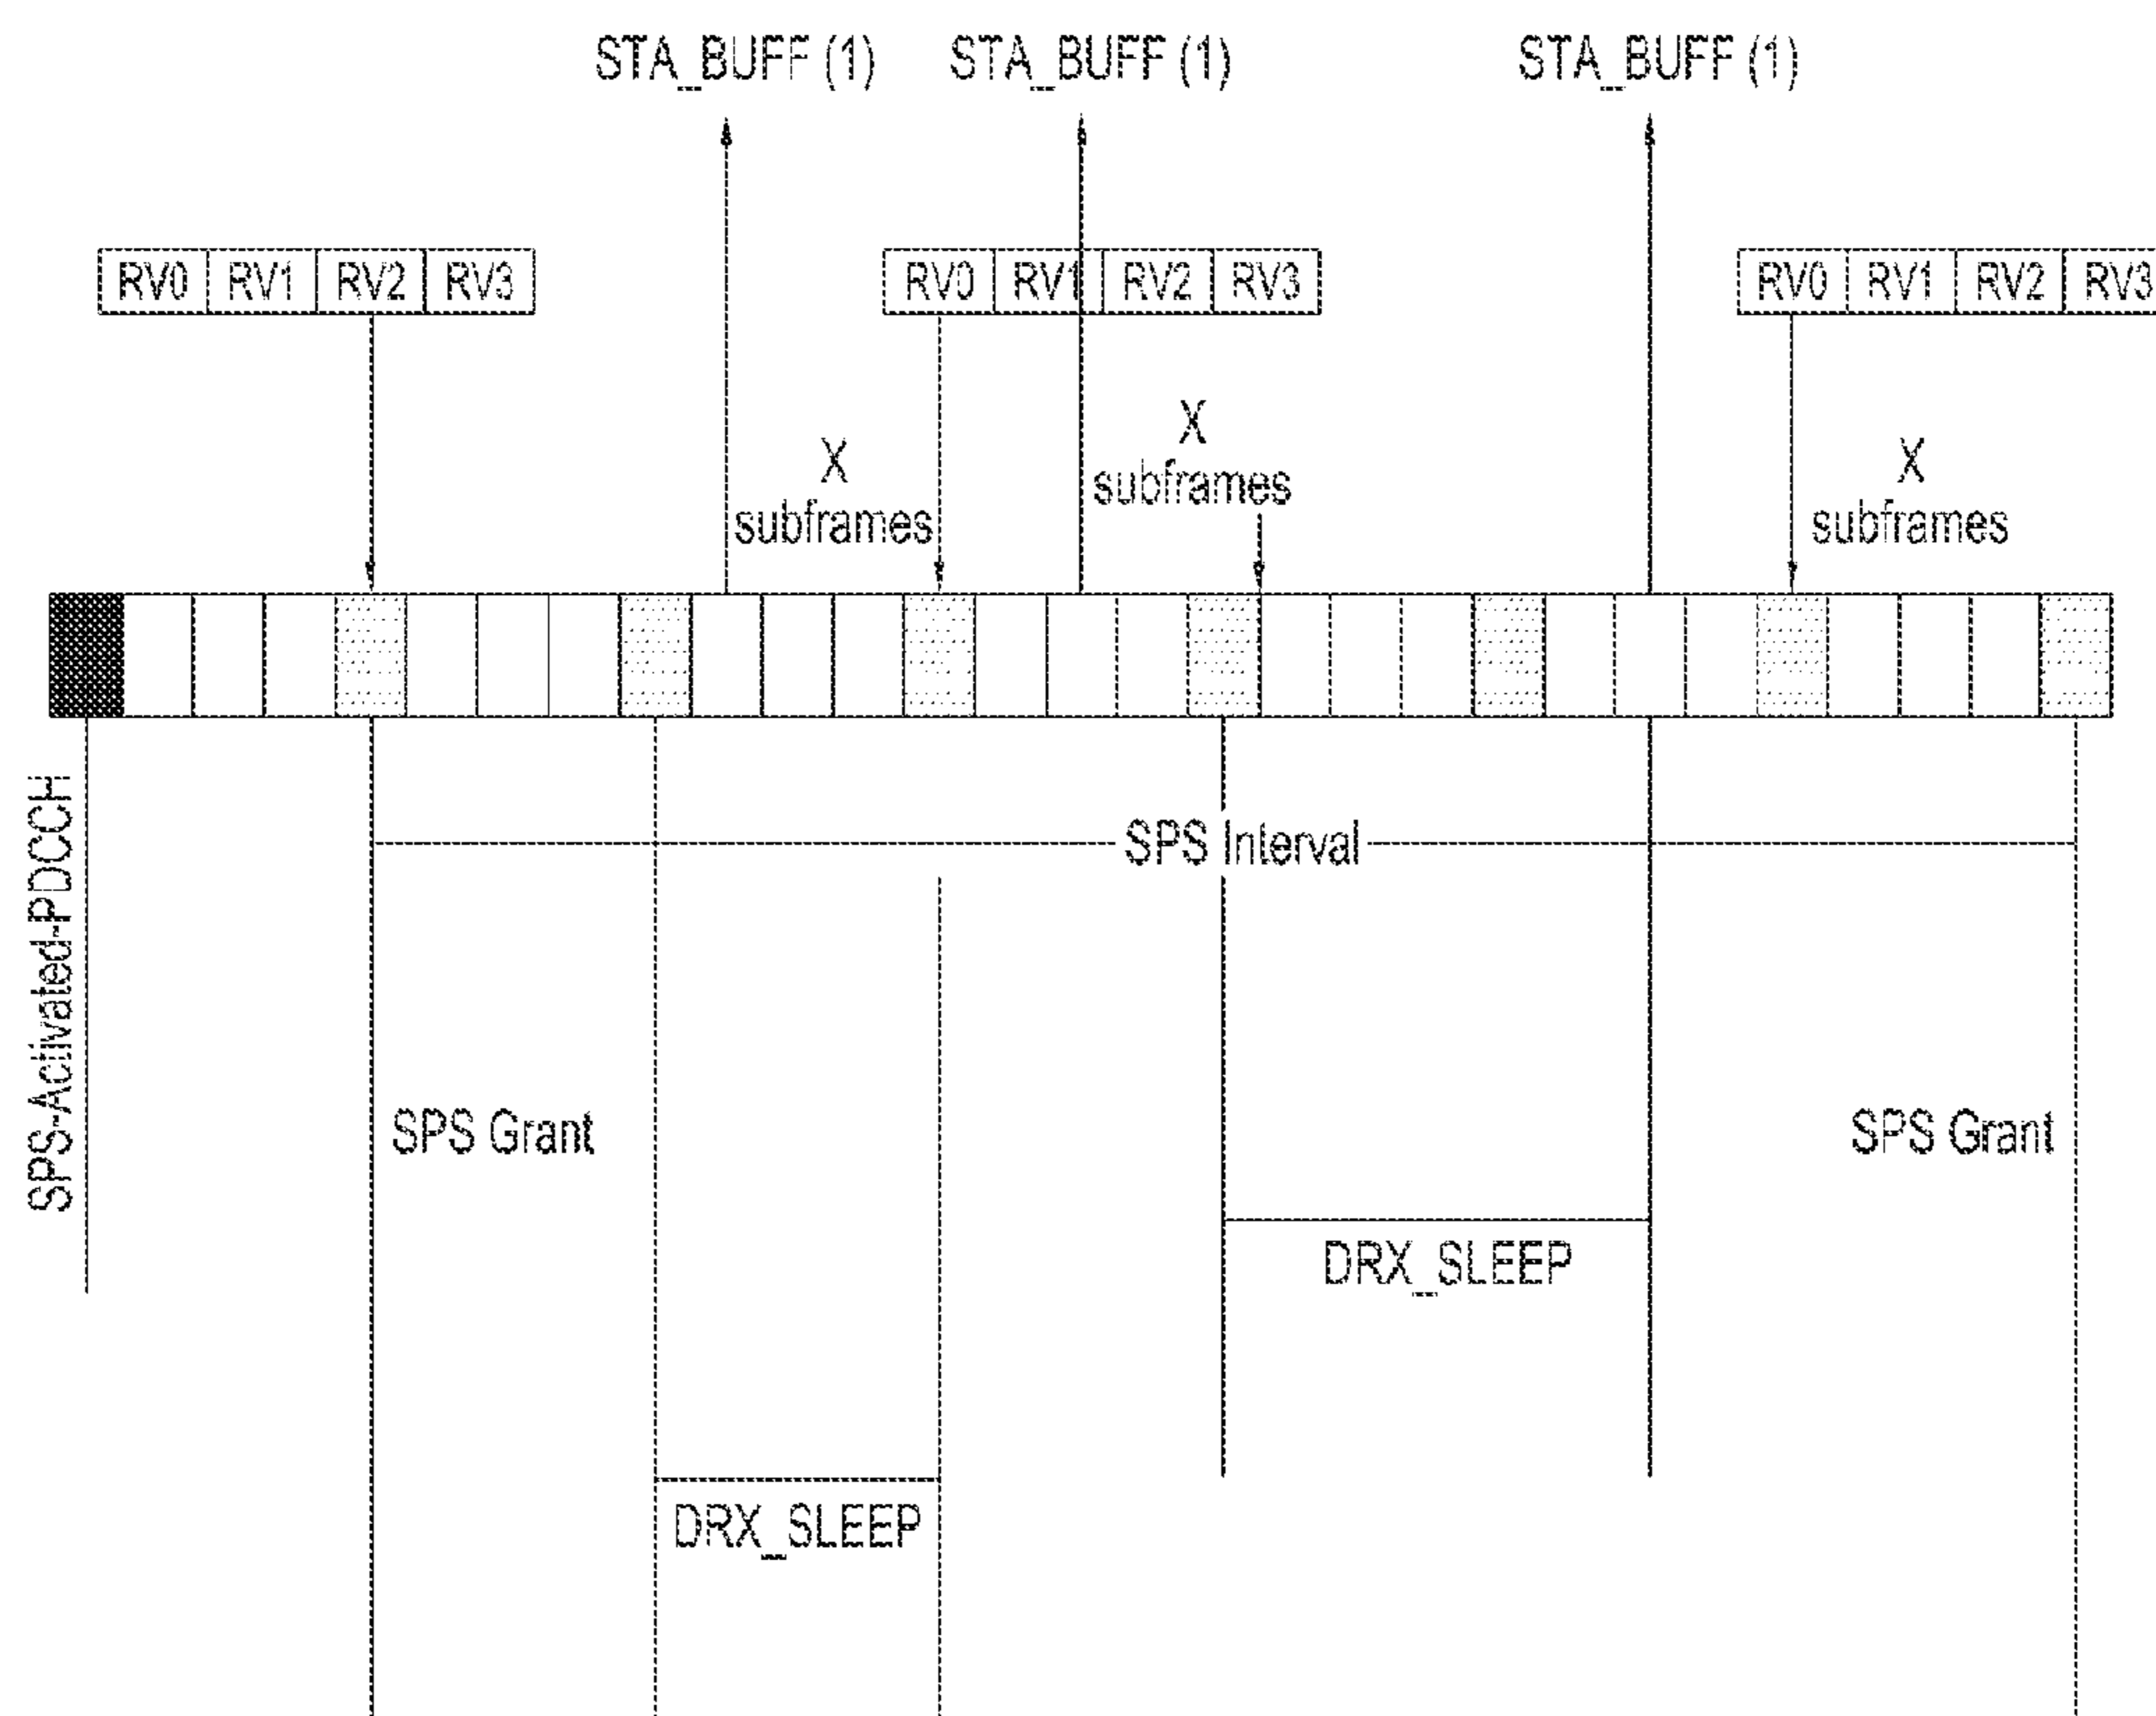 STA_BUFF (1) STA_BUFF (1) STA_BUFF (1)
RV0 RV1 RV2 RV3 RV0 RV1 RV2 RV3 RV0 RV1 RV2 RV3
X
subframes
X
subframes
X
subframes
SPS-Activated-PDCCH
SPS Interval
SPS Grant
SPS Grant
DRX_SLEEP
DRX_SLEEP